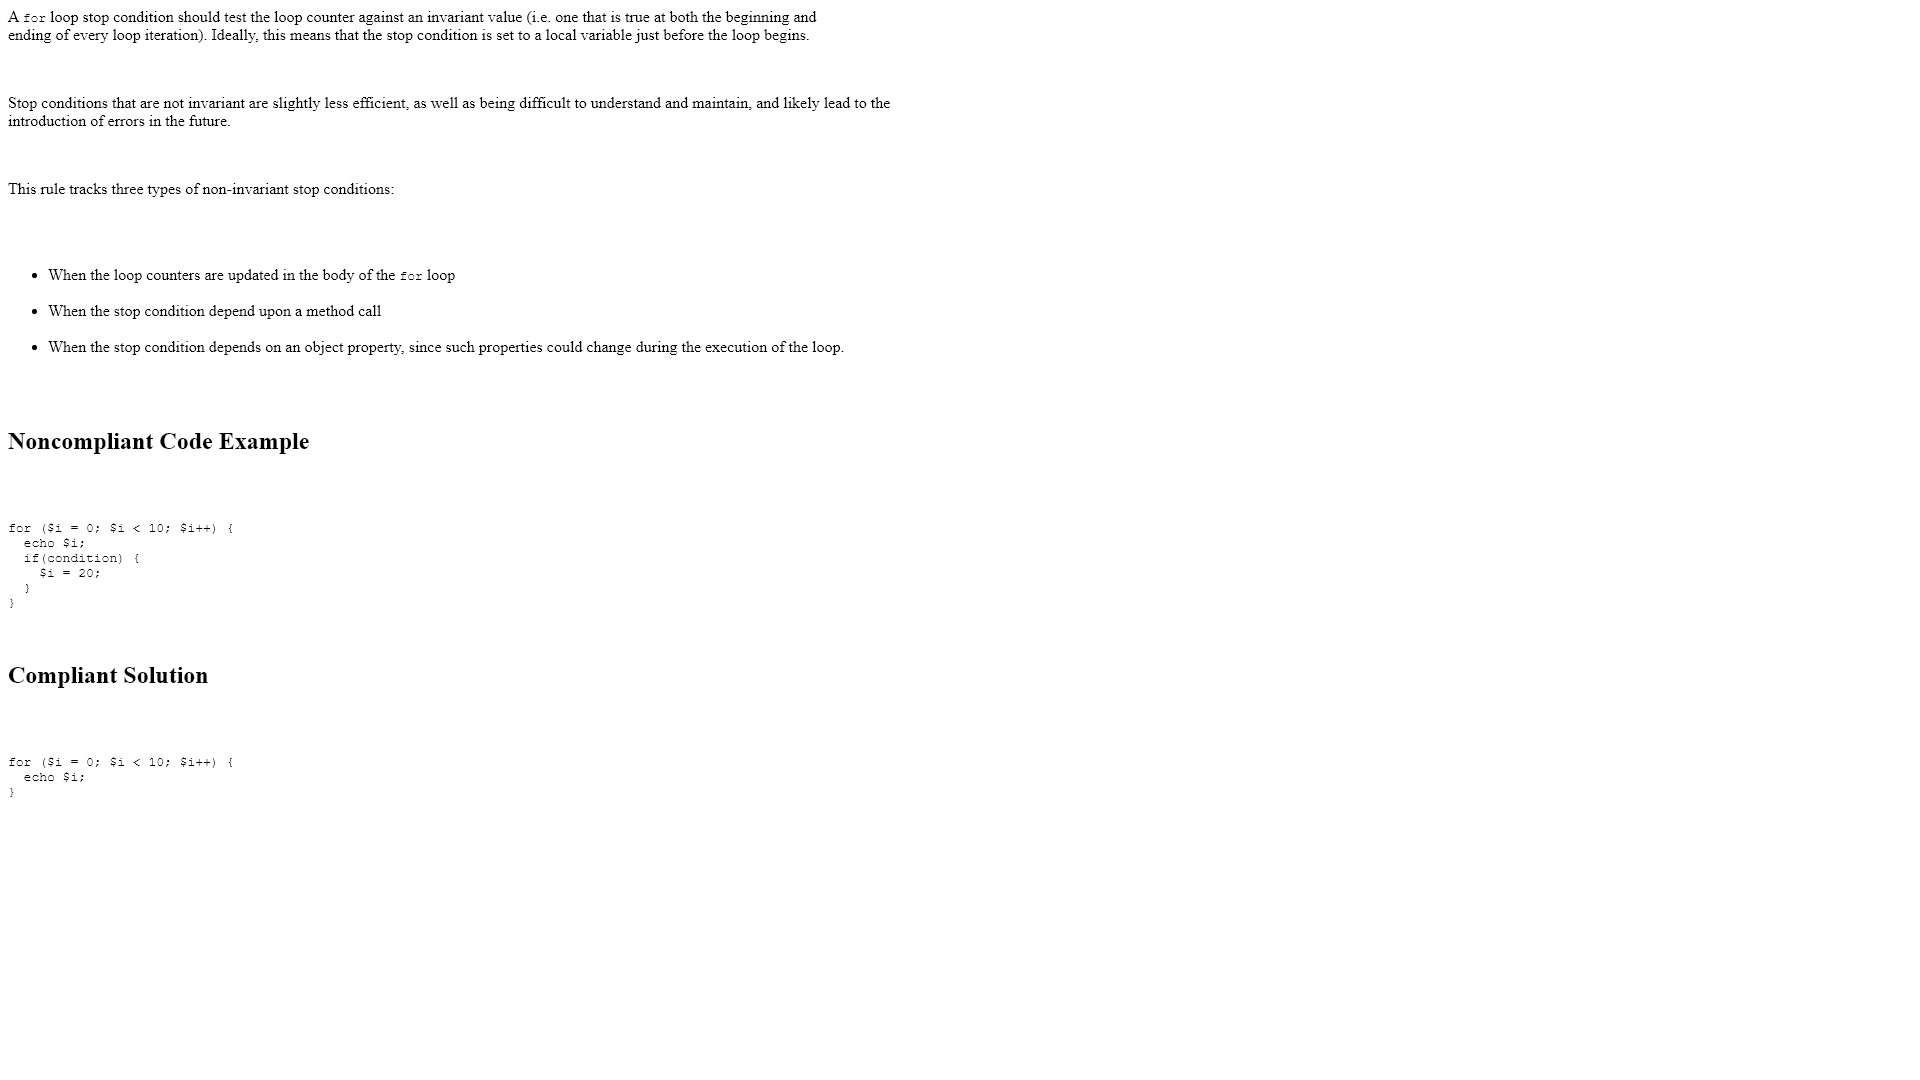 A for loop stop condition should test the loop counter against an invariant value (i.e. one that is true at both the beginning and
ending of every loop iteration). Ideally, this means that the stop condition is set to a local variable just before the loop begins.
Stop conditions that are not invariant are slightly less efficient, as well as being difficult to understand and maintain, and likely lead to the
introduction of errors in the future.
This rule tracks three types of non-invariant stop conditions:
• When the loop counters are updated in the body of the for loop
• When the stop condition depend upon a method call
• When the stop condition depends on an object property, since such properties could change during the execution of the loop.
Noncompliant Code Example
for ($i = 0; $i < 10; $i++) {
  echo $i;
  if(condition) {
    $i = 20;
  }
}
Compliant Solution
for ($i = 0; $i < 10; $i++) {
  echo $i;
}